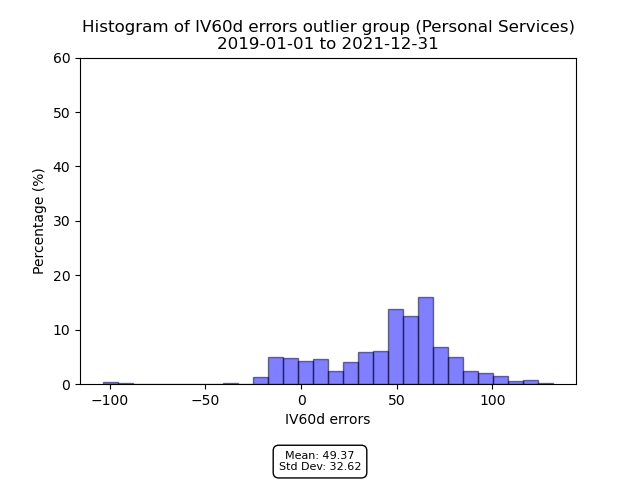 Histogram of IV60d errors outlier group (Personal Services)
2019-01-01 to 2021-12-31
60
50
40
30
20
10
0
Percentage (%)
−100
−50
0
50
100
IV60d errors
Mean: 49.37
Std Dev: 32.62